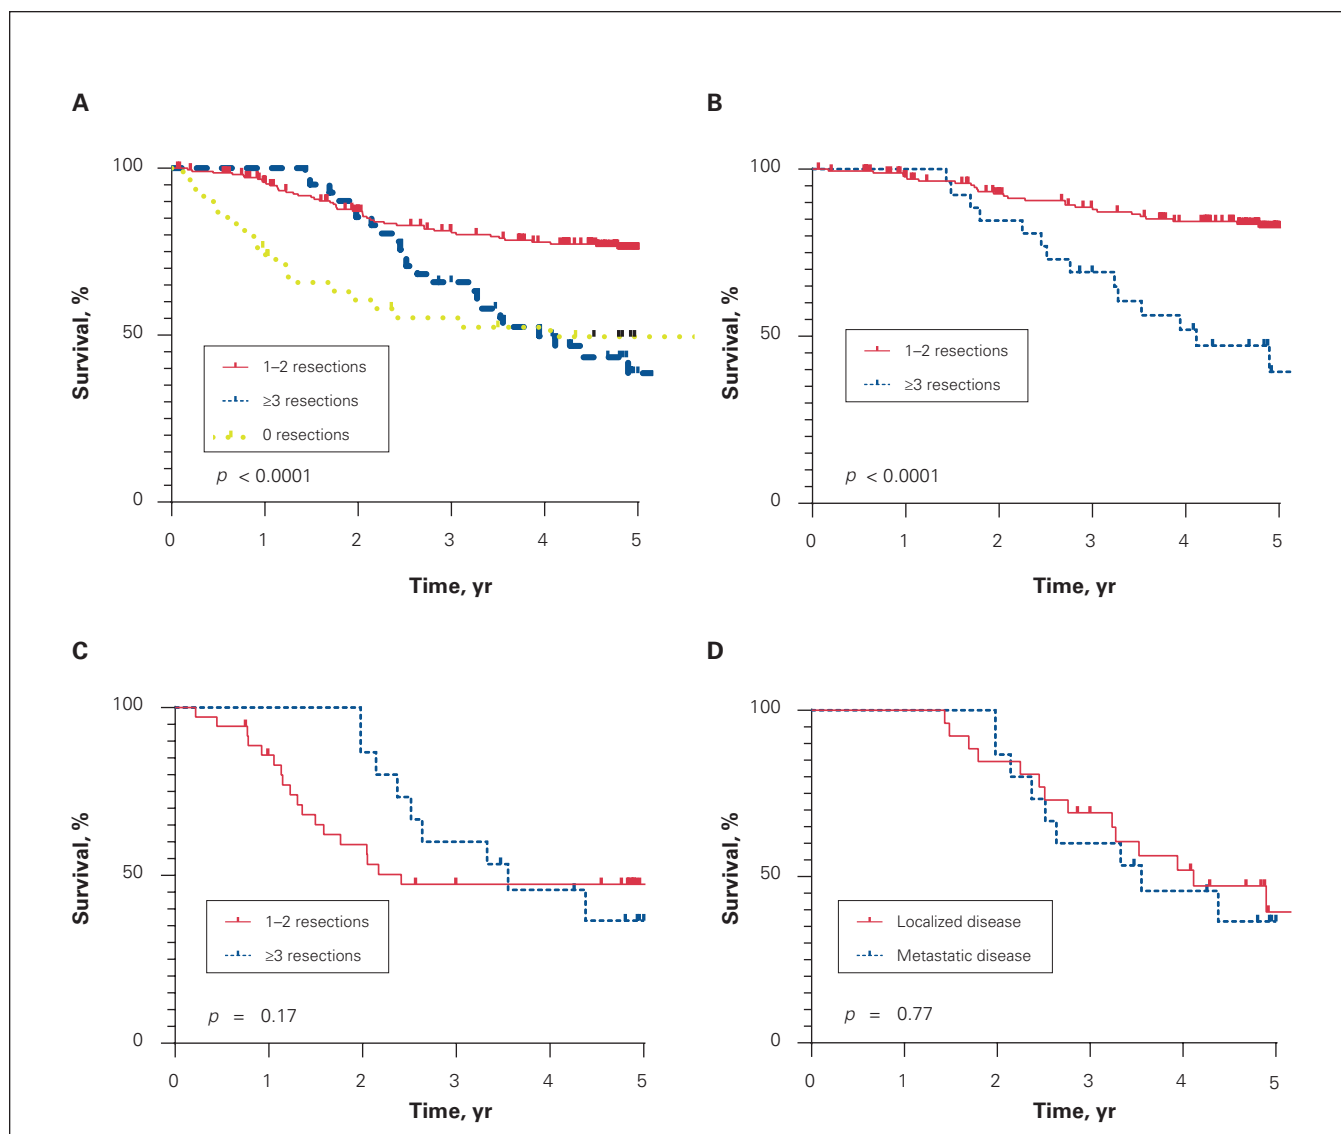 A
100
50
0
Survival, %
1–2 resections
≥3 resections
0 resections
p < 0.0001
0 1 2 3 4 5
Time, yr
B
100
50
0
Survival, %
1–2 resections
≥3 resections
p < 0.0001
0 1 2 3 4 5
Time, yr
C
100
50
0
Survival, %
1–2 resections
≥3 resections
p = 0.17
0 1 2 3 4 5
Time, yr
D
100
50
0
Survival, %
Localized disease
Metastatic disease
p = 0.77
0 1 2 3 4 5
Time, yr